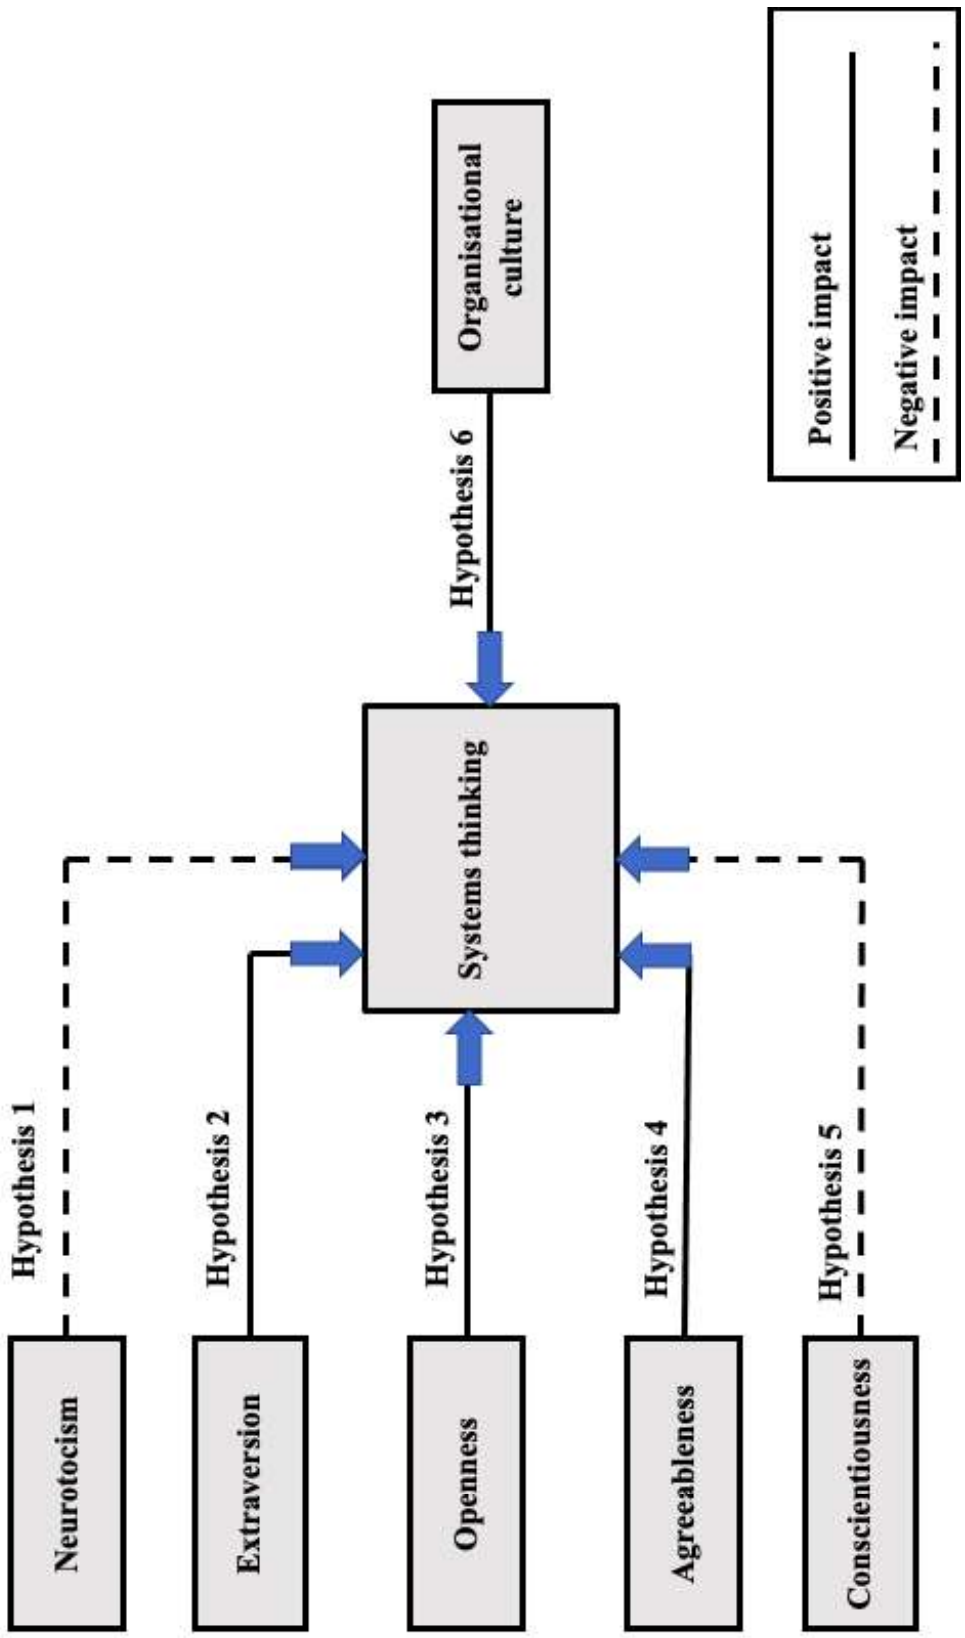 Neurotocism
Hypothesis 1
Extraversion
Hypothesis 2
Openness
Hypothesis 3
Agreeableness
Hypothesis 4
Conscientiousness
Hypothesis 5
Systems thinking
Hypothesis 6
Organisational
culture
Positive impact
Negative impact